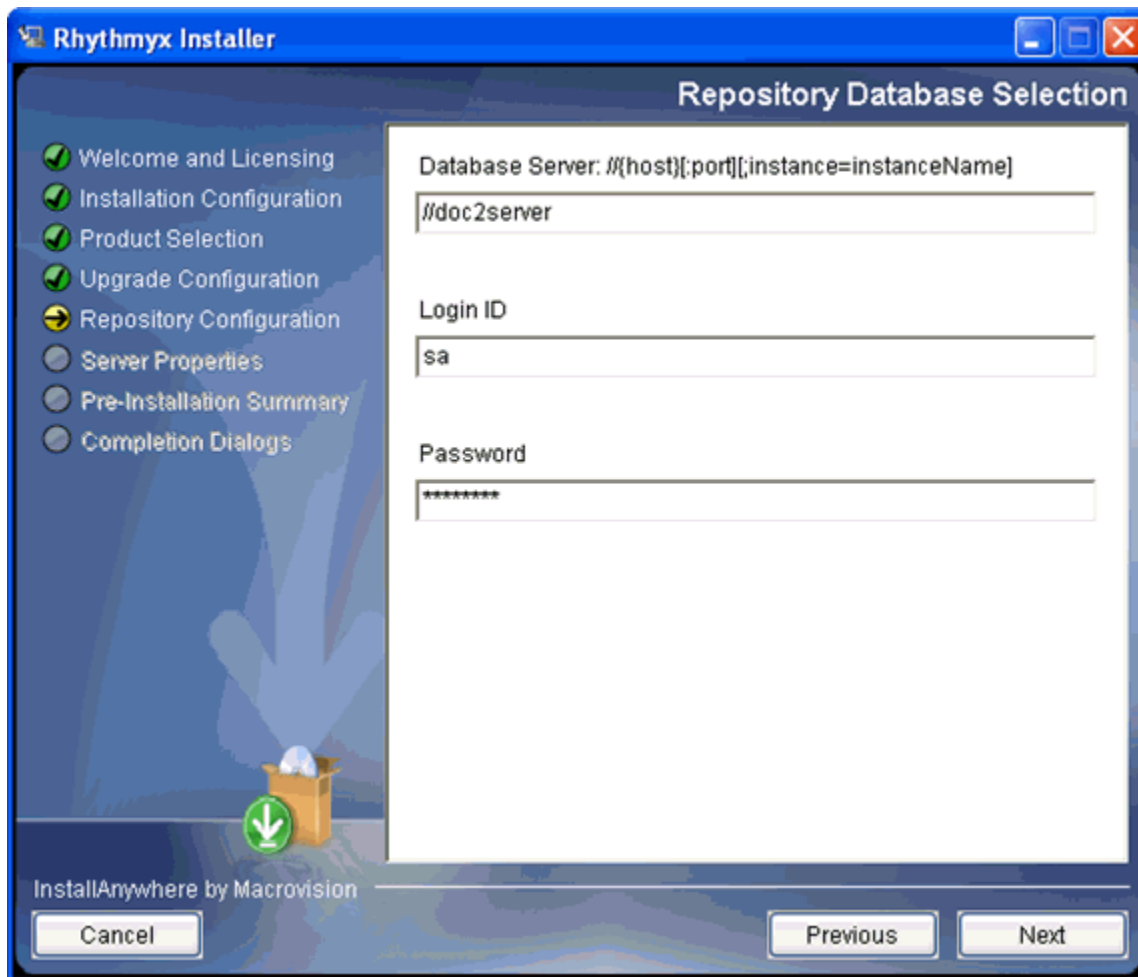 Rhythmyx Installer
Repository Database Selection
Welcome and Licensing
Installation Configuration
Product Selection
Upgrade Configuration
Repository Configuration
Server Properties
Pre-Installation Summary
Completion Dialogs
Database Server: //{host}[:port][;instance=instanceName]
//doc2server
Login ID
sa
Password
********
InstallAnywhere by Macrovision
Cancel
Previous
Next